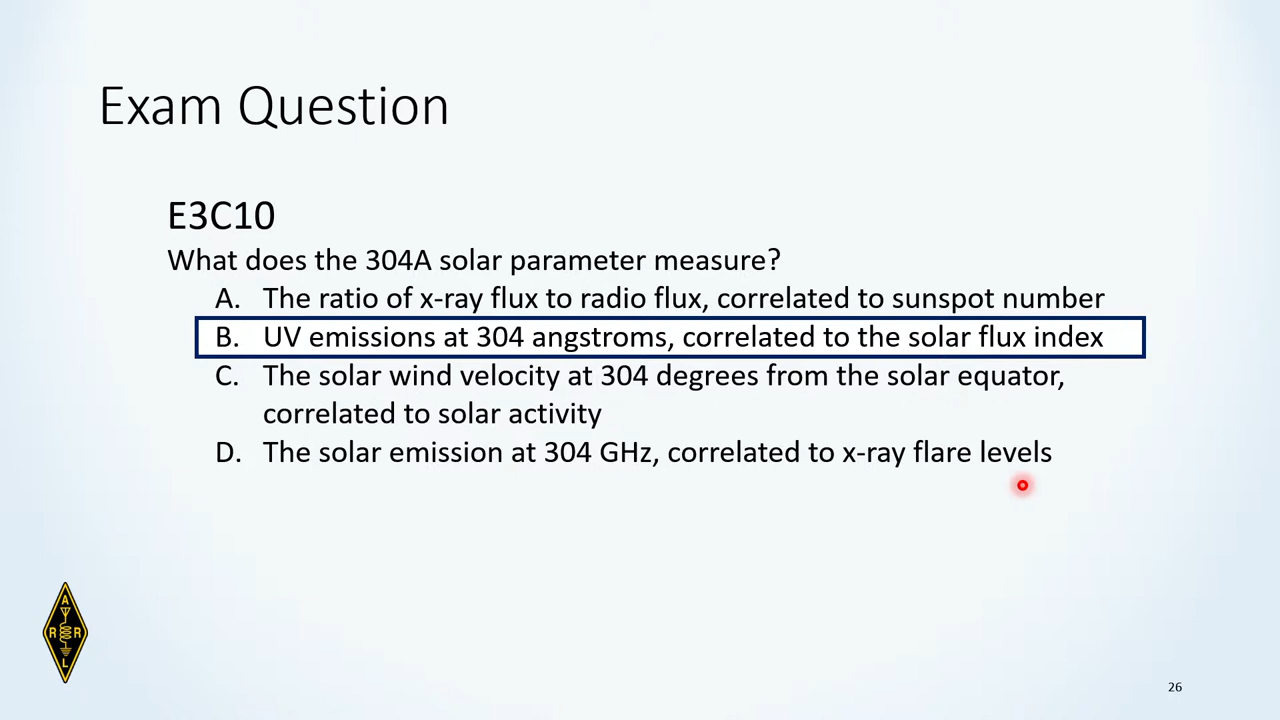 Exam Question
E3C10
What does the 304A solar parameter measure?
A. The ratio of x-ray flux to radio flux, correlated to sunspot number
B. UV emissions at 304 angstroms, correlated to the solar flux index
C. The solar wind velocity at 304 degrees from the solar equator,
correlated to solar activity
D. The solar emission at 304 GHz, correlated to x-ray flare levels
A
R R
L
26